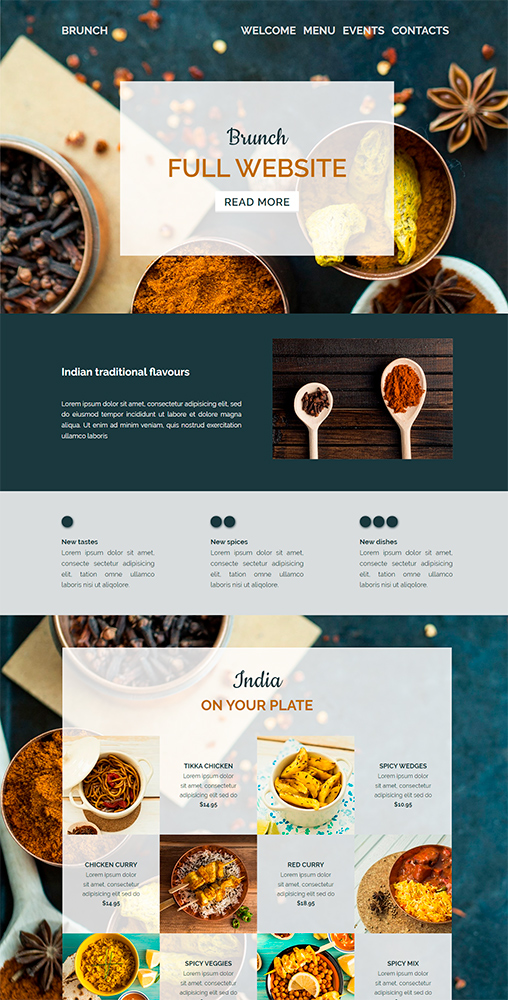 BRUNCH
WELCOME MENU EVENTS CONTACTS
Brunch
FULL WEBSITE
READ MORE
Indian traditional flavours
Lorem ipsum dolor sit amet, consectetur adipisicing elit, sed
do eiusmod tempor incididunt ut labore et dolore magna
aliqua. Ut enim ad minim veniam, quis nostrud exercitation
ullamco laboris
New tastes
Lorem ipsum dolor sit amet,
consecte sectetur adipisicing
elit, tation omne ullamco
laboris nisi ut aliqolore.
New spices
Lorem ipsum dolor sit amet,
consecte sectetur adipisicing
elit, tation omne ullamco
laboris nisi ut aliqolore.
New dishes
Lorem ipsum dolor sit amet,
consecte sectetur adipisicing
elit, tation omne ullamco
laboris nisi ut aliqolore.
India
ON YOUR PLATE
TIKKA CHICKEN
Lorem ipsum dolor
sit amet, consectetur
adipisicing elit sed do
$14.95
SPICY WEDGES
Lorem ipsum dolor
sit amet, consectetur
adipisicing elit sed do
$10.95
CHICKEN CURRY
Lorem ipsum dolor
sit amet, consectetur
adipisicing elit sed do
$14.95
RED CURRY
Lorem ipsum dolor
sit amet, consectetur
adipisicing elit sed do
$18.95
SPICY VEGGIES
Lorem ipsum dolor
sit amet, consectetur
adipisicing elit sed do
SPICY MIX
Lorem ipsum dolor
sit amet, consectetur
adipisicing elit sed do